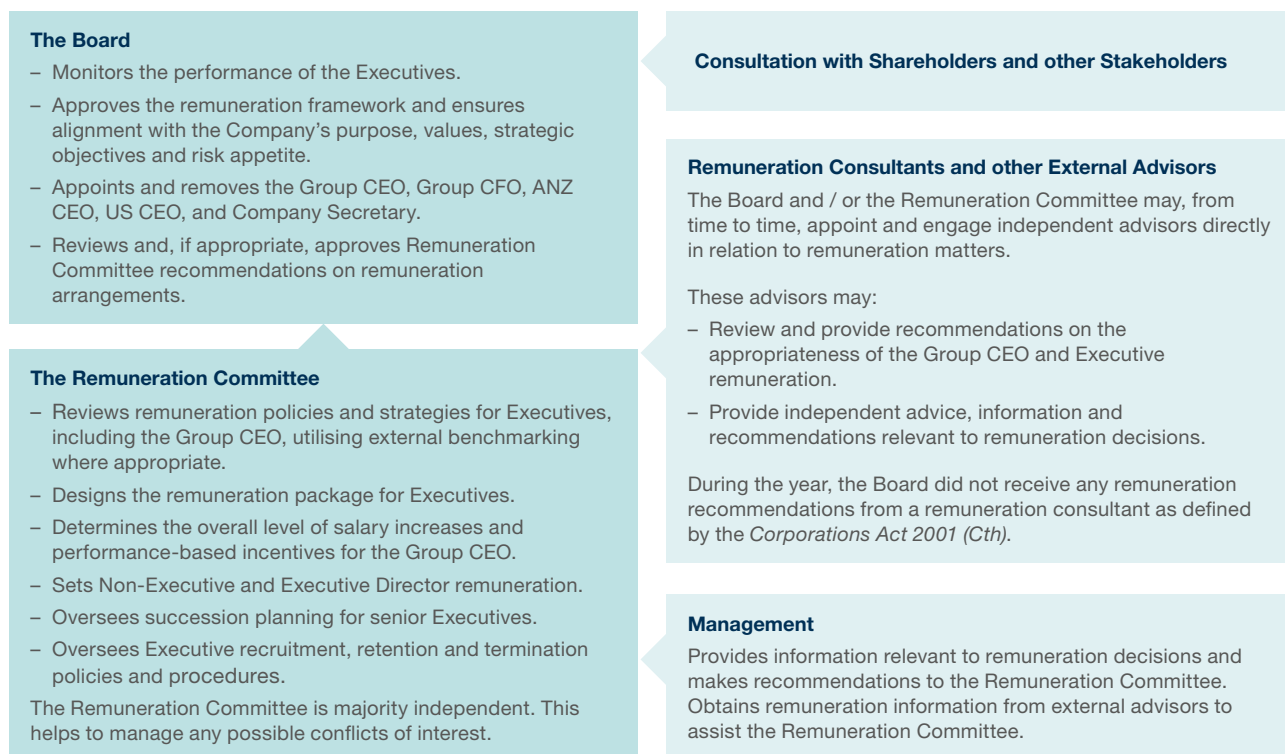 The Board
– Monitors the performance of the Executives.
– Approves the remuneration framework and ensures
alignment with the Company’s purpose, values, strategic
objectives and risk appetite.
– Appoints and removes the Group CEO, Group CFO, ANZ
CEO, US CEO, and Company Secretary.
– Reviews and, if appropriate, approves Remuneration
Committee recommendations on remuneration
arrangements.
The Remuneration Committee
– Reviews remuneration policies and strategies for Executives,
including the Group CEO, utilising external benchmarking
where appropriate.
– Designs the remuneration package for Executives.
– Determines the overall level of salary increases and
performance-based incentives for the Group CEO.
– Sets Non-Executive and Executive Director remuneration.
– Oversees succession planning for senior Executives.
– Oversees Executive recruitment, retention and termination
policies and procedures.
The Remuneration Committee is majority independent. This
helps to manage any possible conflicts of interest.
Consultation with Shareholders and other Stakeholders
Remuneration Consultants and other External Advisors
The Board and / or the Remuneration Committee may, from
time to time, appoint and engage independent advisors directly
in relation to remuneration matters.
These advisors may:
– Review and provide recommendations on the
appropriateness of the Group CEO and Executive
remuneration.
– Provide independent advice, information and
recommendations relevant to remuneration decisions.
During the year, the Board did not receive any remuneration
recommendations from a remuneration consultant as defined
by the Corporations Act 2001 (Cth).
Management
Provides information relevant to remuneration decisions and
makes recommendations to the Remuneration Committee.
Obtains remuneration information from external advisors to
assist the Remuneration Committee.